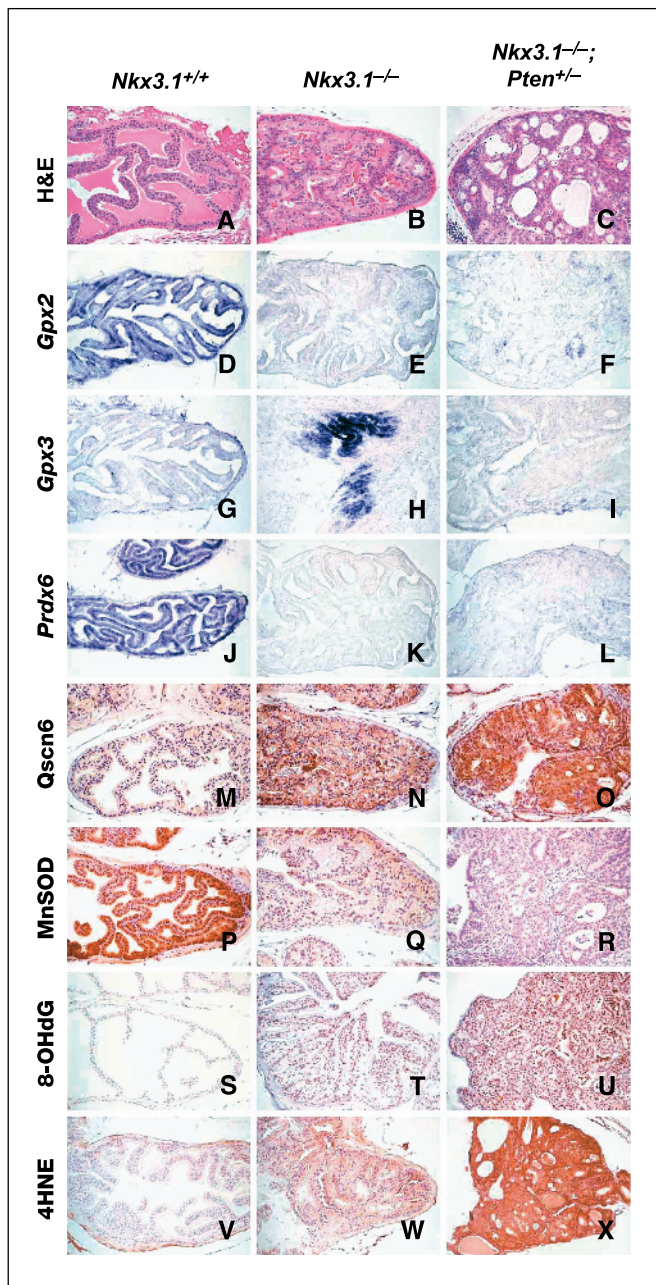 Nkx3.1+/+ Nkx3.1–/– Nkx3.1–/–;
Pten+/–
H&E A B C
Gpx2 D E F
Gpx3 G H I
Prdx6 J K L
Qscn6 M N O
MnSOD P Q R
8-OHdG S T U
4HNE V W X